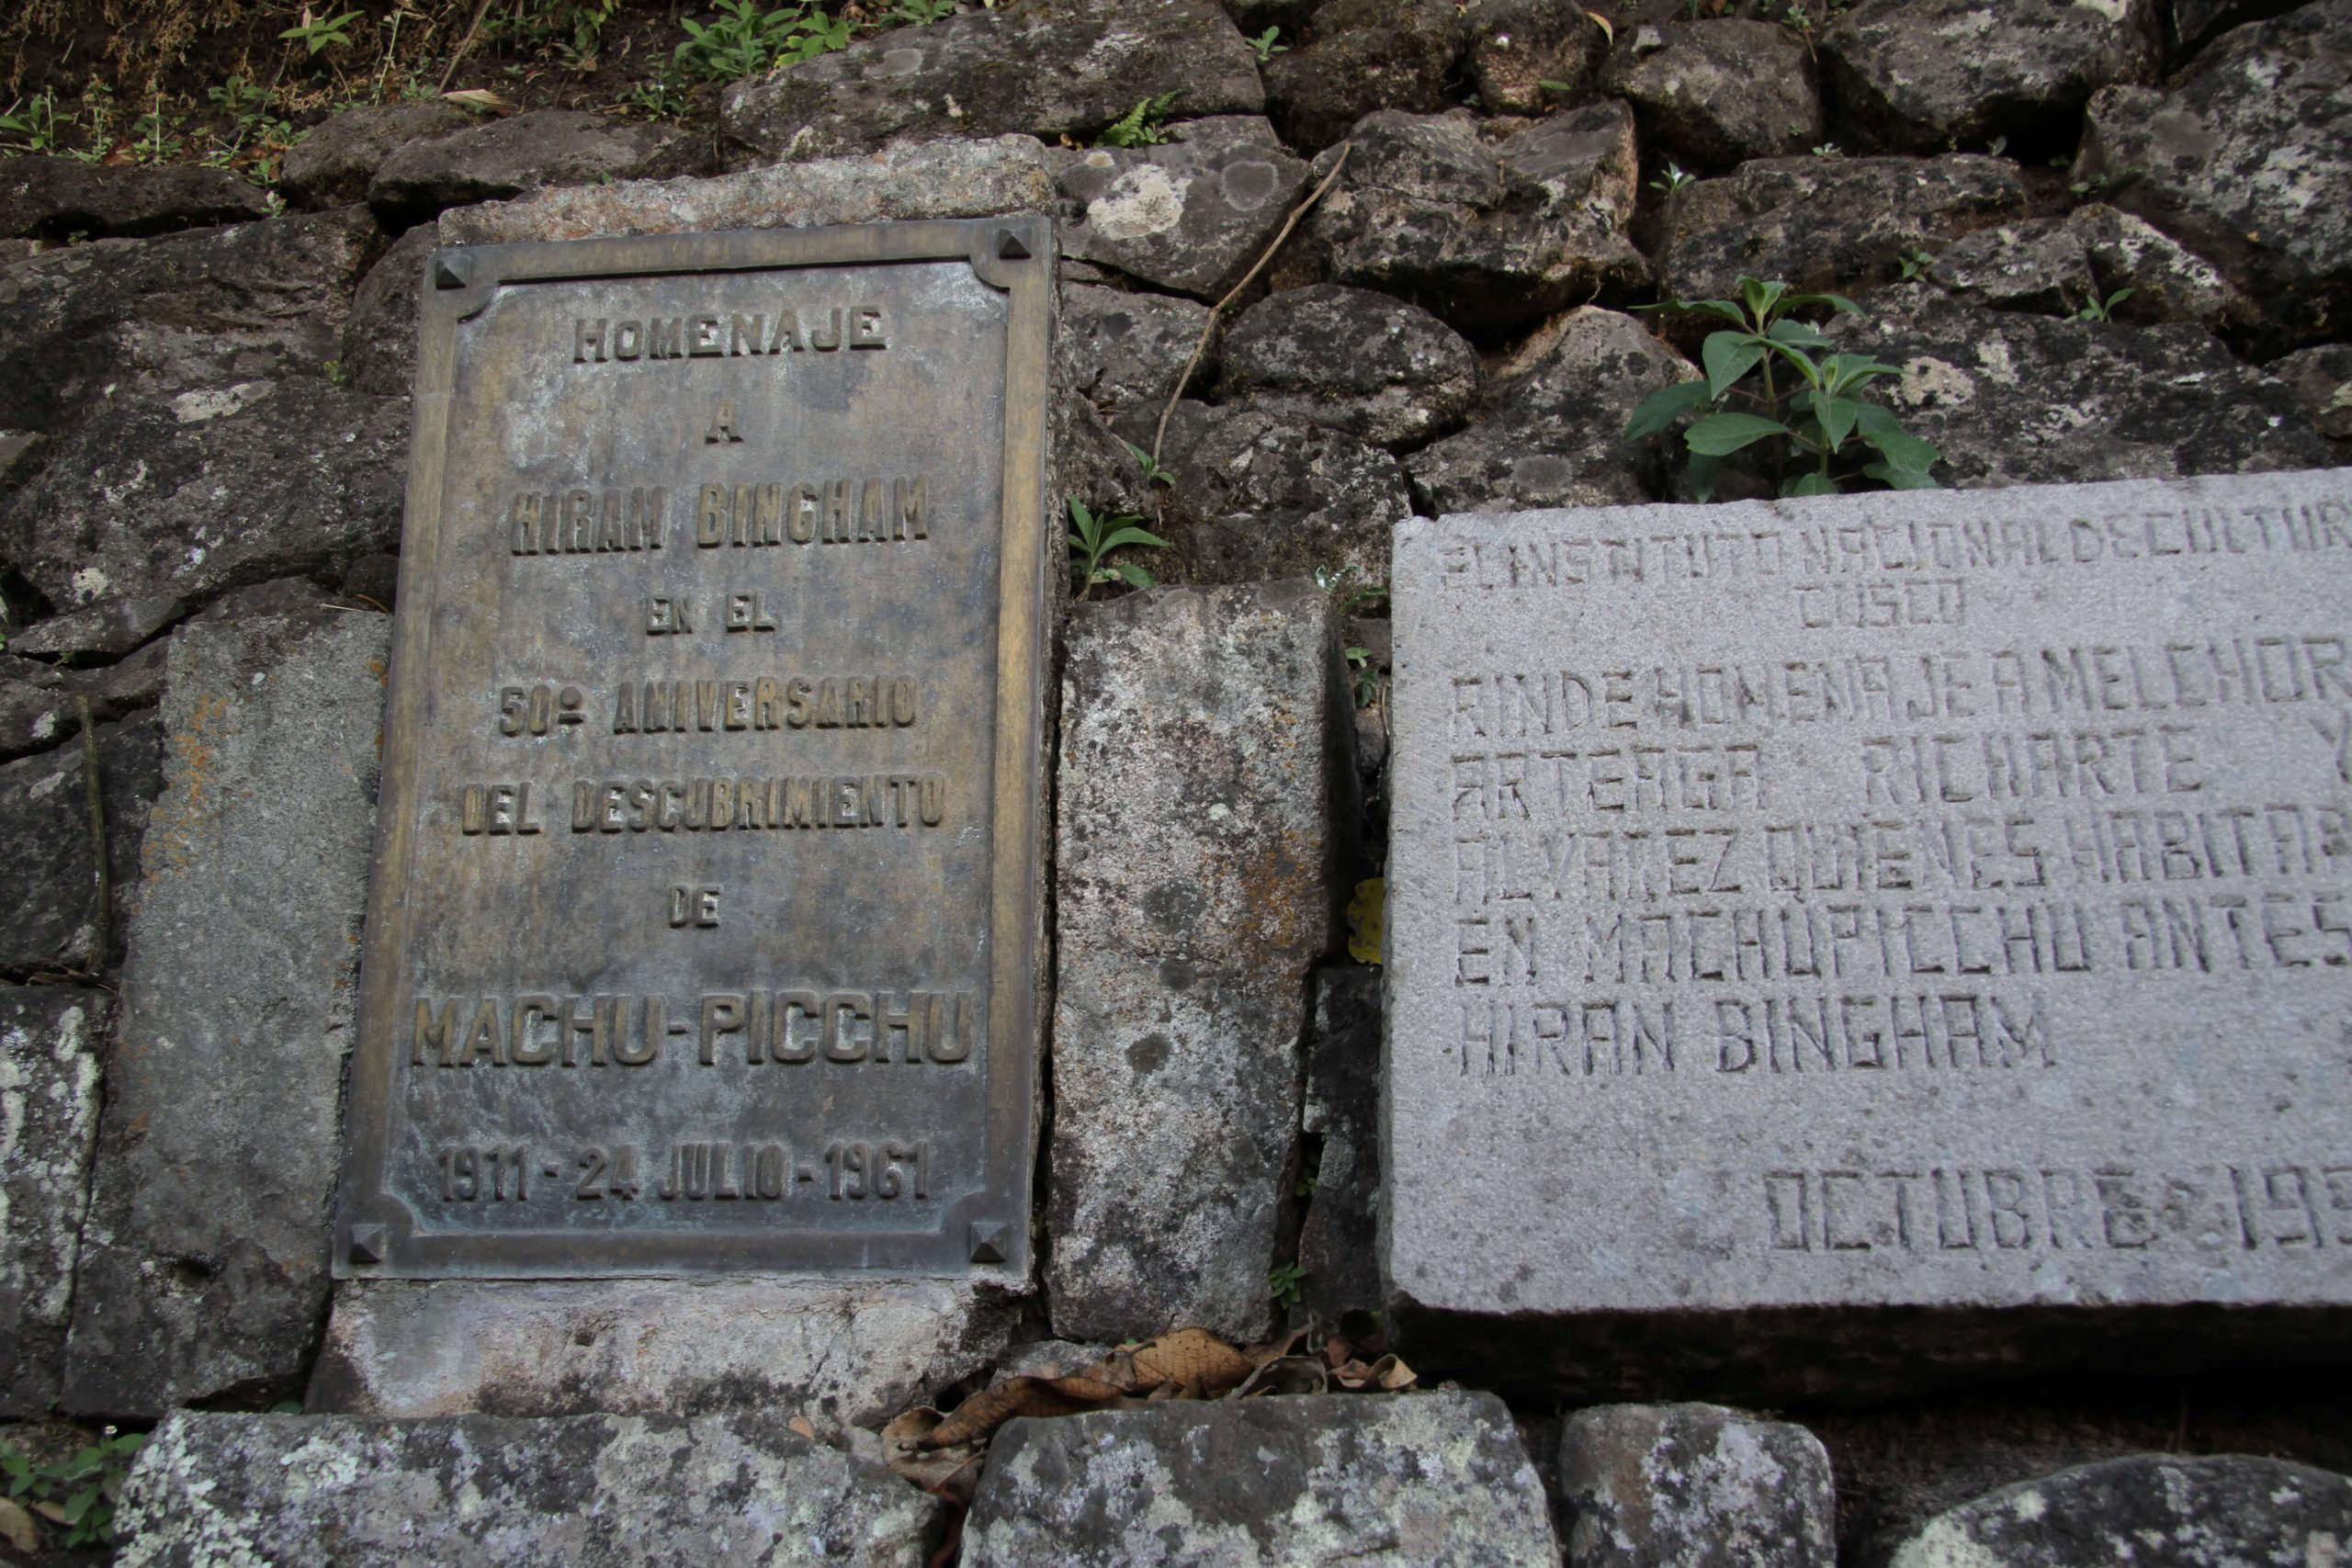 HOMENAJE
A
HIRAM BINGHAM
EN EL
50º ANIVERSARIO
DEL DESCUBRIMIENTO
DE
MACHU-PICCHU
1911-24 JULIO-1961
EL INSTITUTO NACIONAL DE CULTUR
CUSCO
RINDE HOMENAJE A MELCHOR
ARTEAGA RICHARTE Y
ALVAREZ QUIENES HABITAB
EN MACHUPICCHU ANTES
HIRAN BINGHAM
OCTUBRE